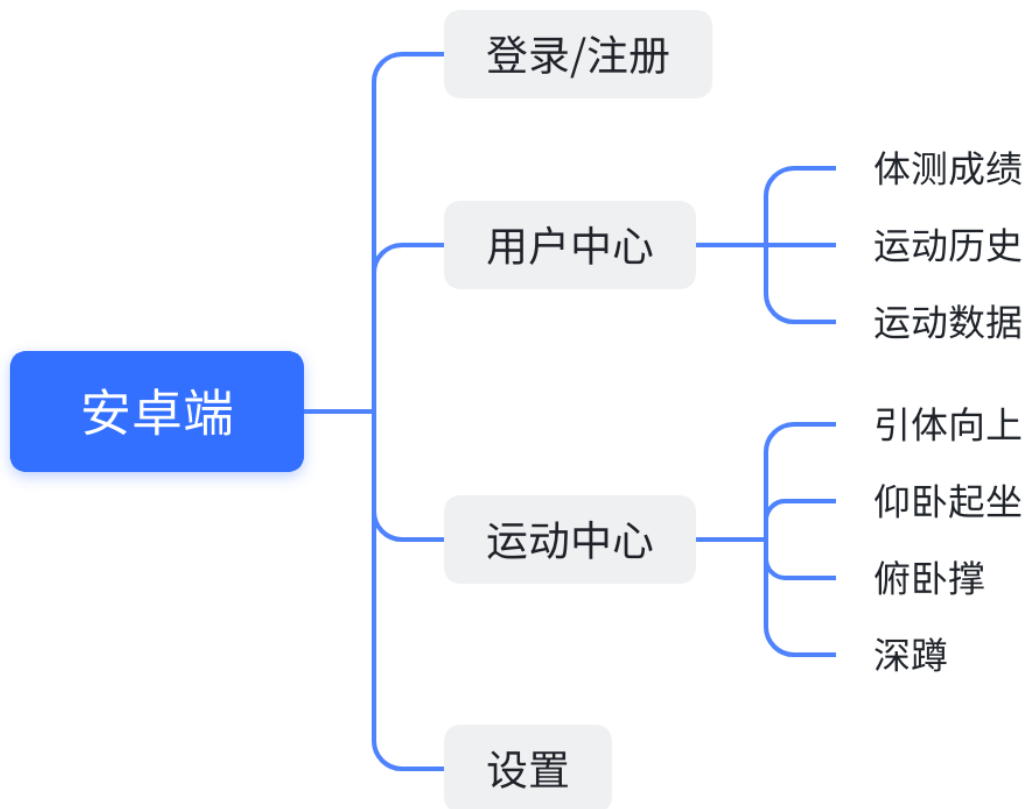 安卓端
登录/注册
用户中心
体测成绩
运动历史
运动数据
运动中心
引体向上
仰卧起坐
俯卧撑
深蹲
设置